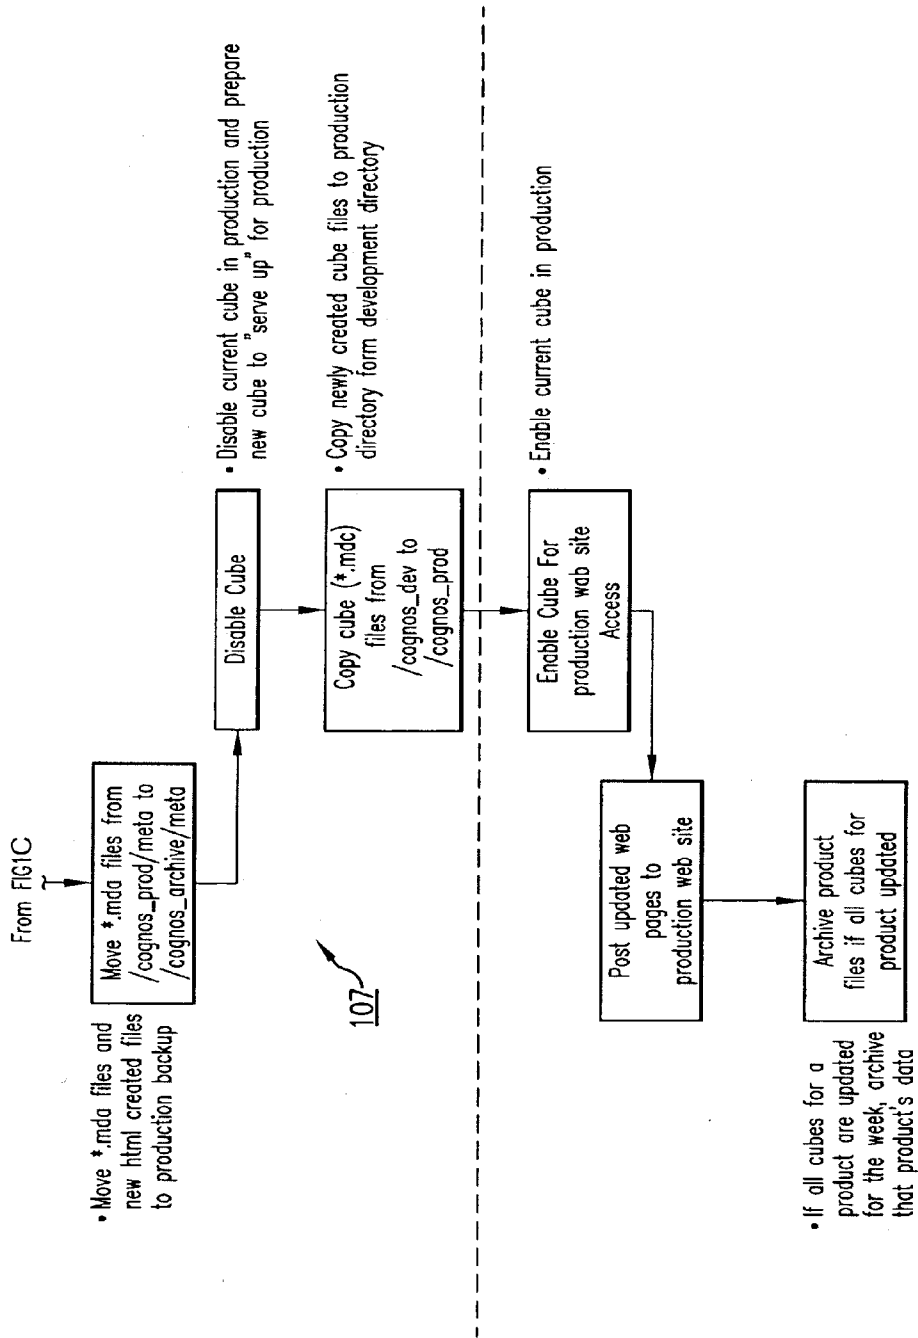 From FIG1C
• Move *.mda files and
new html created files
to production backup
Move *.mda files from
/cognos_prod/meta to
/cognos_archive/meta
Disable Cube
• Disable current cube in production and prepare
new cube to "serve up" for production
Copy cube (*.mdc)
files from
/cognos_dev to
/cognos_prod
• Copy newly created cube files to production
directory form development directory
107
Enable Cube For
production wab site
Access
• Enable current cube in production
Post updated web
pages to
production web site
• If all cubes for a
product are updated
for the week, archive
that product's data
Archive product
files if all cubes for
product updated